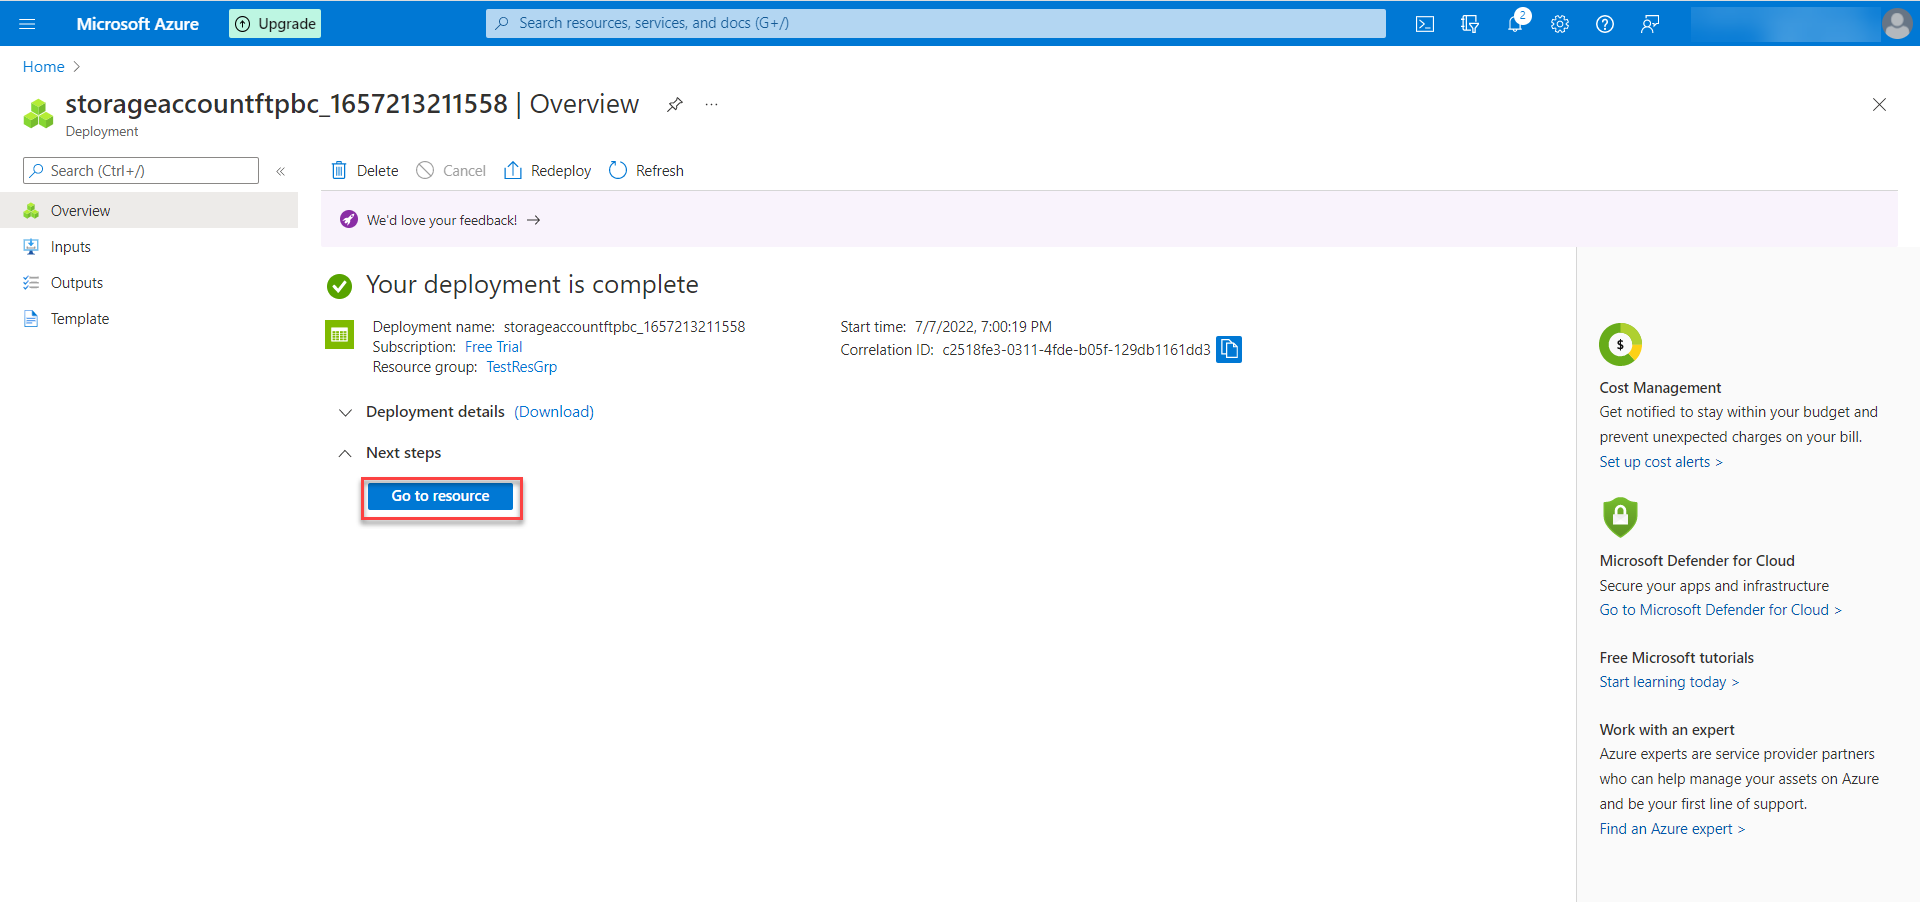 Microsoft Azure
Upgrade
Search resources, services, and docs (G+/)
2
Home >
storageaccountftpbc_1657213211558 | Overview
...
Deployment
Search (Ctrl+/)
«
Delete
Cancel
Redeploy
Refresh
Overview
Inputs
Outputs
Template
We'd love your feedback! →
Your deployment is complete
Deployment name: storageaccountftpbc_1657213211558
Subscription: Free Trial
Resource group: TestResGrp
Start time: 7/7/2022, 7:00:19 PM
Correlation ID: c2518fe3-0311-4fde-b05f-129db1161dd3
Deployment details (Download)
Next steps
Go to resource
$
Cost Management
Get notified to stay within your budget and
prevent unexpected charges on your bill.
Set up cost alerts >
Microsoft Defender for Cloud
Secure your apps and infrastructure
Go to Microsoft Defender for Cloud >
Free Microsoft tutorials
Start learning today >
Work with an expert
Azure experts are service provider partners
who can help manage your assets on Azure
and be your first line of support.
Find an Azure expert >